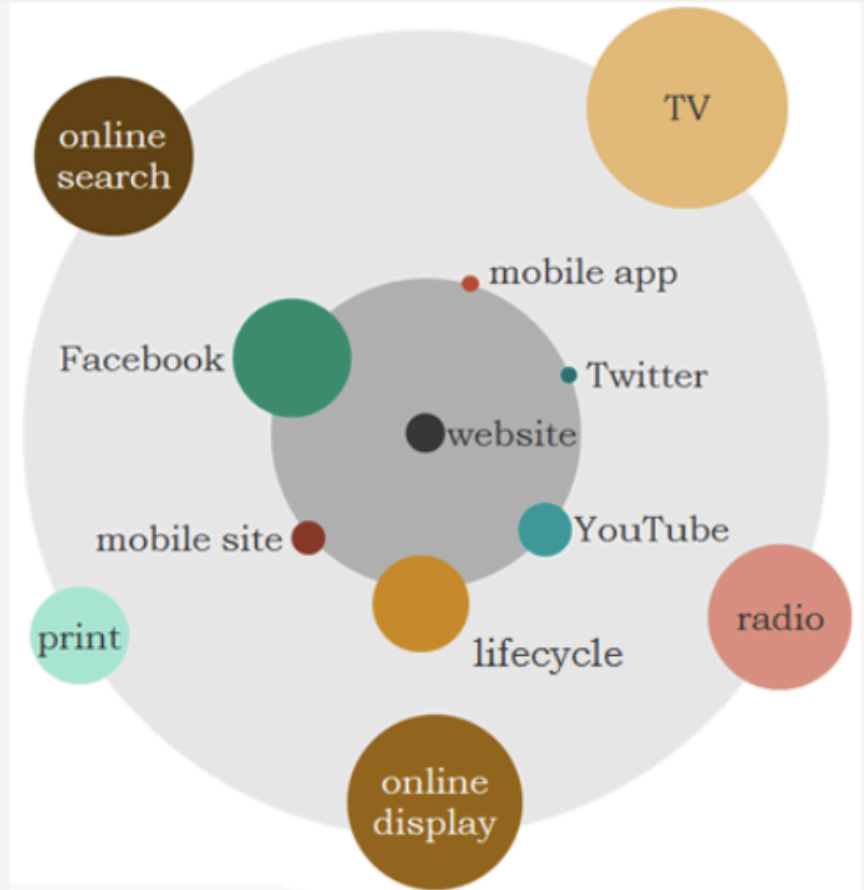 TV
online
search
mobile app
Facebook
Twitter
website
mobile site
YouTube
print
radio
lifecycle
online
display